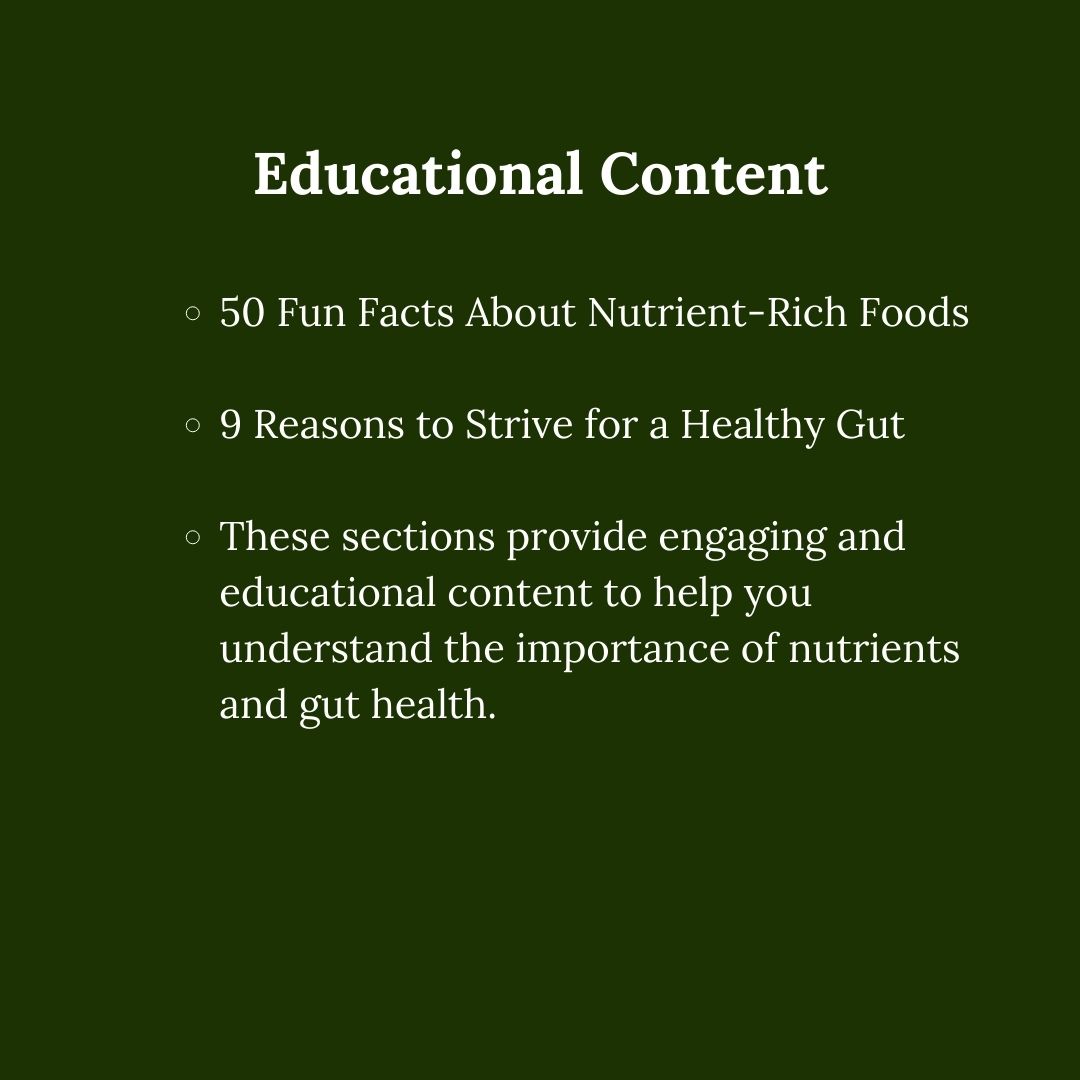 Educational Content
50 Fun Facts About Nutrient-Rich Foods
9 Reasons to Strive for a Healthy Gut
These sections provide engaging and
educational content to help you
understand the importance of nutrients
and gut health.